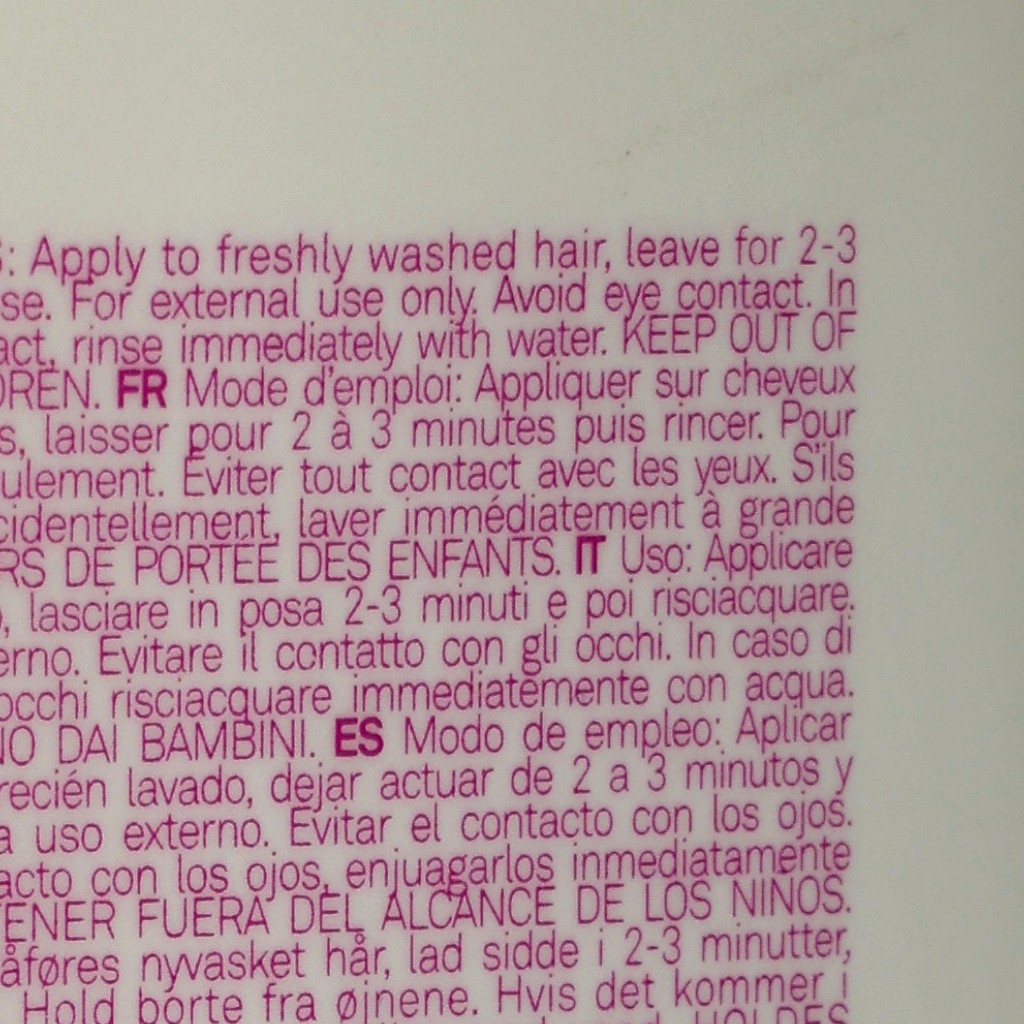 : Apply to freshly washed hair, leave for 2-3
se. For external use only. Avoid eye contact. In
act, rinse immediately with water. KEEP OUT OF
DREN. FR Mode d'emploi: Appliquer sur cheveux
s, laisser pour 2 à 3 minutes puis rincer. Pour
ulement. Éviter tout contact avec les yeux. S'ils
cidentellement, laver immédiatement à grande
RS DE PORTÉE DES ENFANTS. IT Uso: Applicare
, lasciare in posa 2-3 minuti e poi risciacquare.
erno. Evitare il contatto con gli occhi. In caso di
occhi risciacquare immediatemente con acqua.
NO DAI BAMBINI. ES Modo de empleo: Aplicar
recién lavado, dejar actuar de 2 a 3 minutos y
a uso externo. Evitar el contacto con los ojos.
acto con los ojos, enjuagarlos inmediatamente
ENER FUERA DEL ALCANCE DE LOS NIÑOS.
åføres nyvasket hår, lad sidde i 2-3 minutter,
Hold borte fra øjnene. Hvis det kommer i
HOLDES